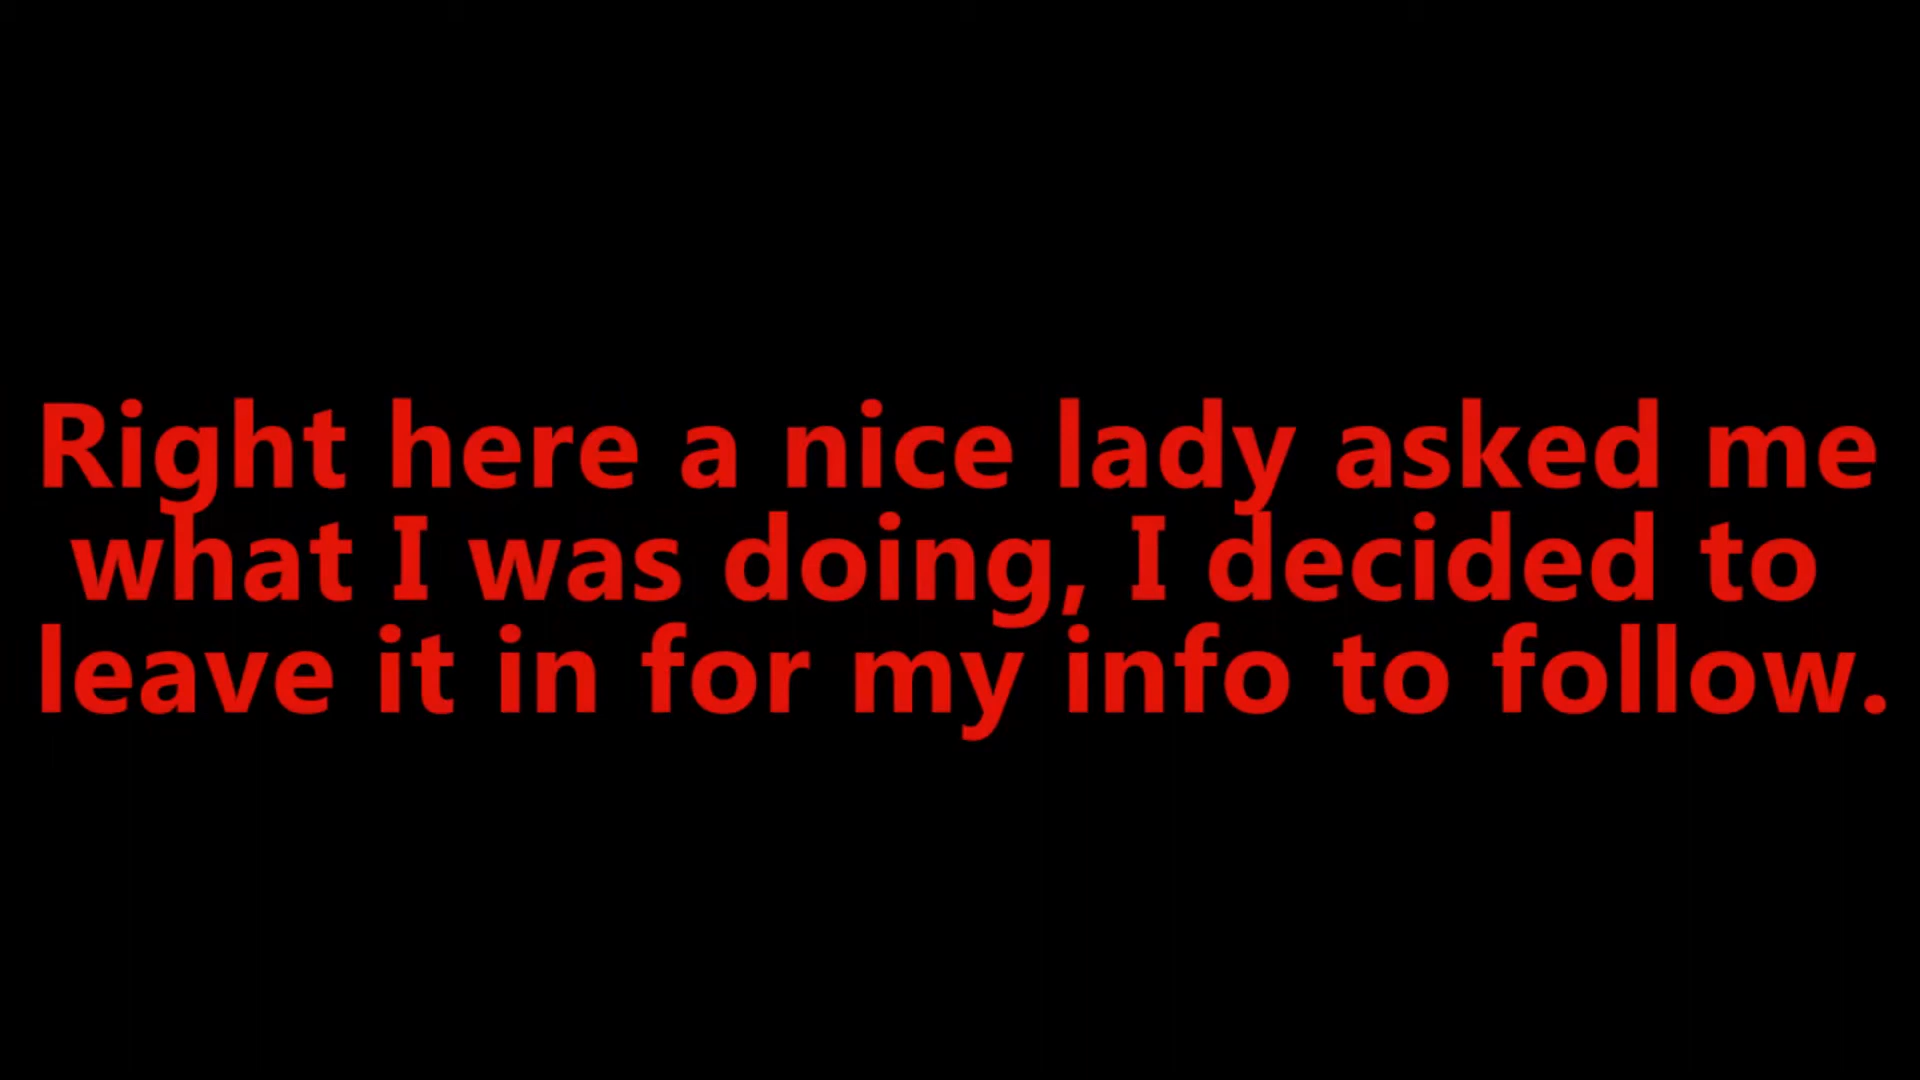 Right here a nice lady asked me
what I was doing, I decided to
leave it in for my info to follow.